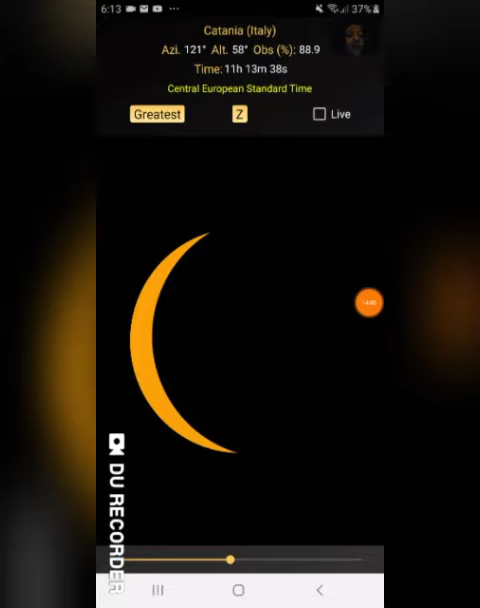 6:13 37%
Catania (Italy)
Azi. 121° Alt. 58° Obs (%): 88.9
Time: 11h 13m 38s
Central European Standard Time
Greatest Z Live
DU RECORDER